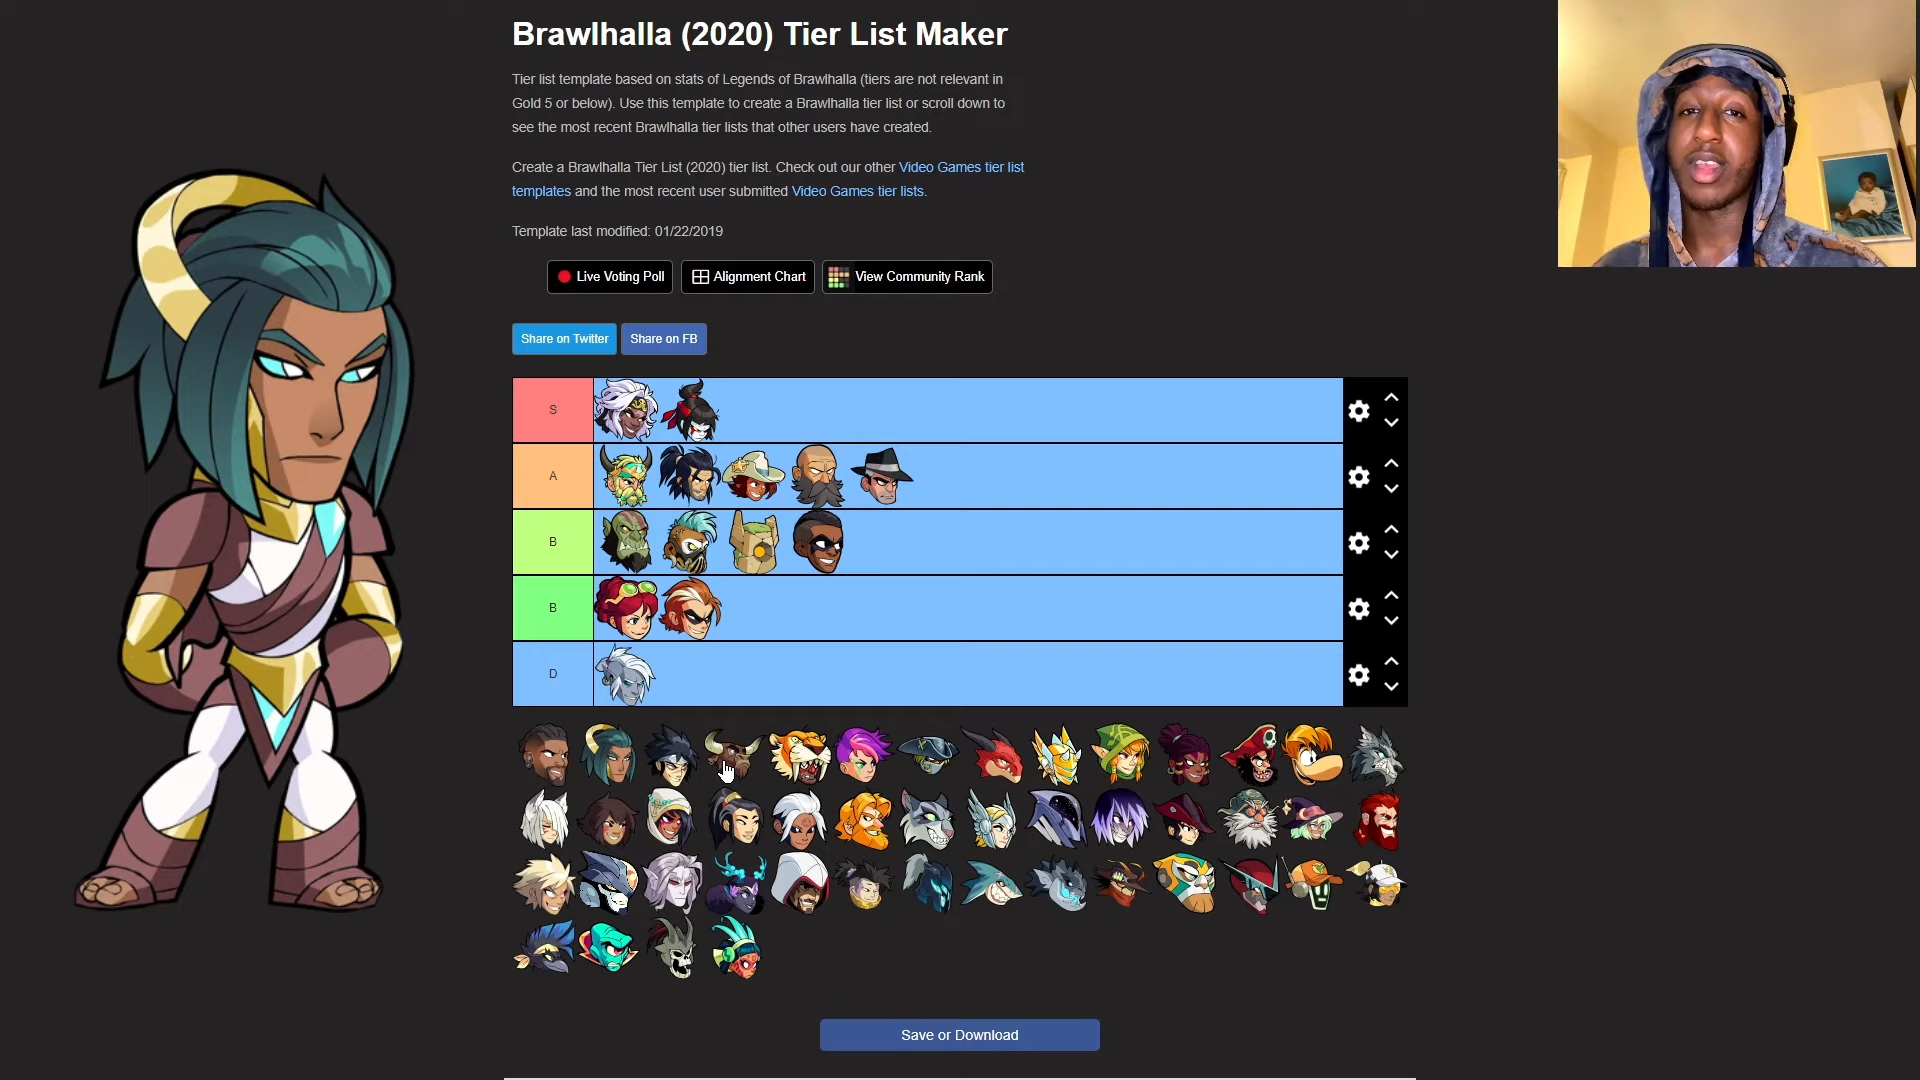 Brawlhalla (2020) Tier List Maker
Tier list template based on stats of Legends of Brawlhalla (tiers are not relevant in
Gold 5 or below). Use this template to create a Brawlhalla tier list or scroll down to
see the most recent Brawlhalla tier lists that other users have created.
Create a Brawlhalla Tier List (2020) tier list. Check out our other Video Games tier list
templates and the most recent user submitted Video Games tier lists.
Template last modified: 01/22/2019
Live Voting Poll
Alignment Chart
View Community Rank
Share on Twitter
Share on FB
S
A
B
B
D
Save or Download